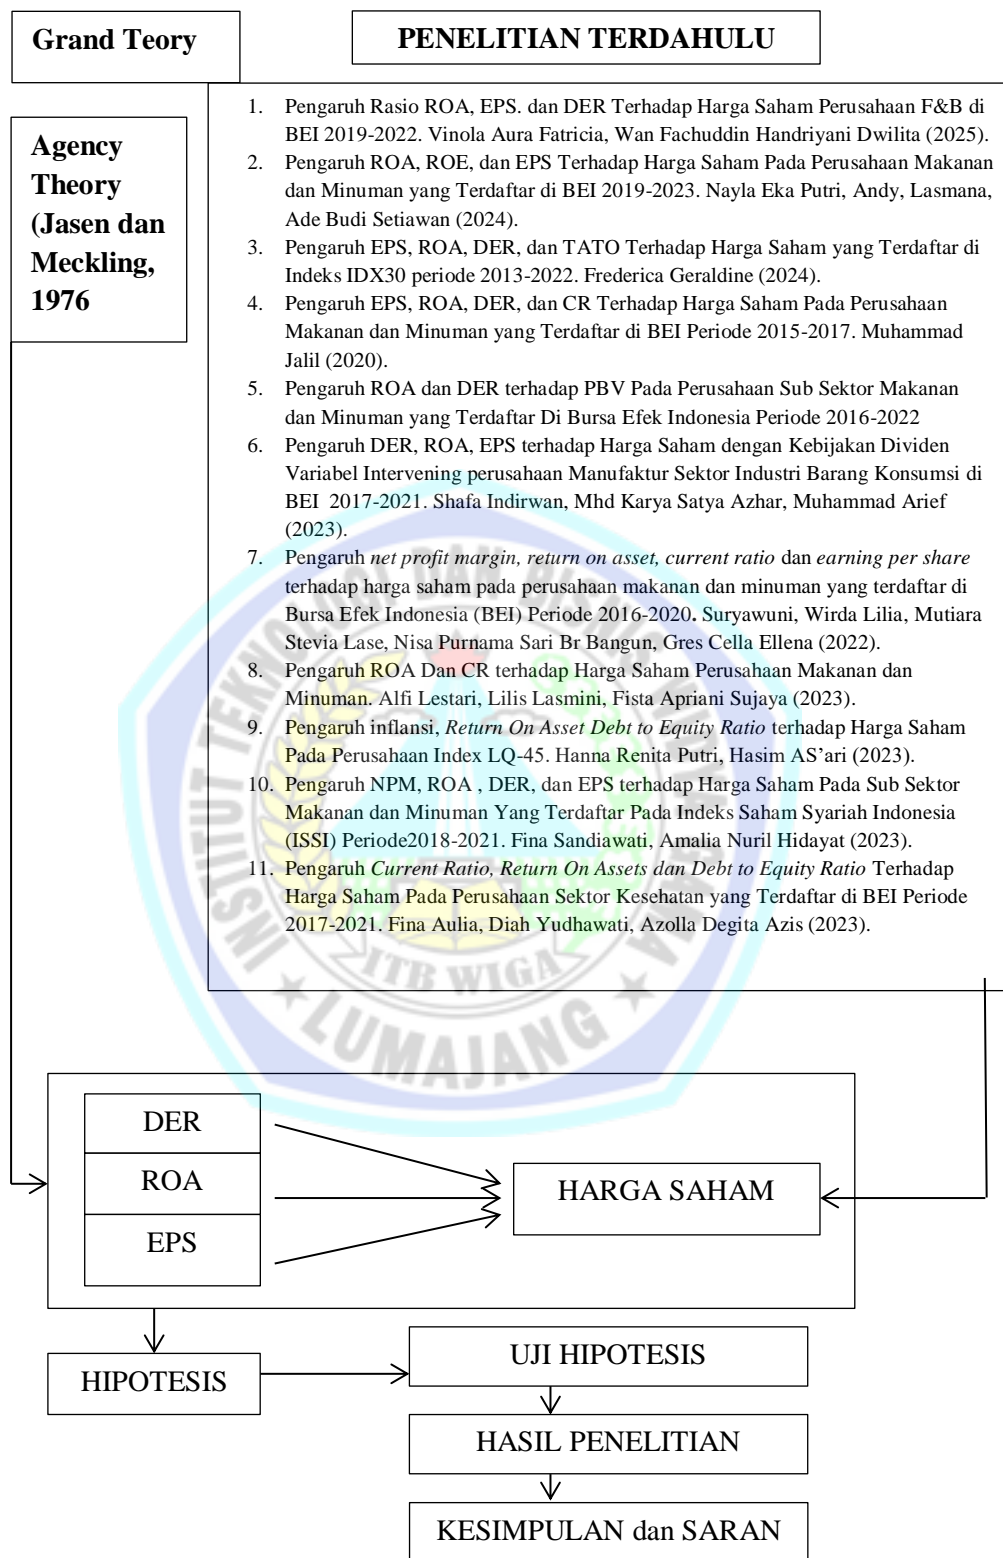 Grand Teory
PENELITIAN TERDAHULU
Agency
Theory
(Jasen dan
Meckling,
1976
1. Pengaruh Rasio ROA, EPS. dan DER Terhadap Harga Saham Perusahaan F&B di
BEI 2019-2022. Vinola Aura Fatricia, Wan Fachuddin Handriyani Dwilita (2025).
2. Pengaruh ROA, ROE, dan EPS Terhadap Harga Saham Pada Perusahaan Makanan
dan Minuman yang Terdaftar di BEI 2019-2023. Nayla Eka Putri, Andy, Lasmana,
Ade Budi Setiawan (2024).
3. Pengaruh EPS, ROA, DER, dan TATO Terhadap Harga Saham yang Terdaftar di
Indeks IDX30 periode 2013-2022. Frederica Geraldine (2024).
4. Pengaruh EPS, ROA, DER, dan CR Terhadap Harga Saham Pada Perusahaan
Makanan dan Minuman yang Terdaftar di BEI Periode 2015-2017. Muhammad
Jalil (2020).
5. Pengaruh ROA dan DER terhadap PBV Pada Perusahaan Sub Sektor Makanan
dan Minuman yang Terdaftar Di Bursa Efek Indonesia Periode 2016-2022
6. Pengaruh DER, ROA, EPS terhadap Harga Saham dengan Kebijakan Dividen
Variabel Intervening perusahaan Manufaktur Sektor Industri Barang Konsumsi di
BEI 2017-2021. Shafa Indirwan, Mhd Karya Satya Azhar, Muhammad Arief
(2023).
7. Pengaruh net profit margin, return on asset, current ratio dan earning per share
terhadap harga saham pada perusahaan makanan dan minuman yang terdaftar di
Bursa Efek Indonesia (BEI) Periode 2016-2020. Suryawuni, Wirda Lilia, Mutiara
Stevia Lase, Nisa Purnama Sari Br Bangun, Gres Cella Ellena (2022).
8. Pengaruh ROA Dan CR terhadap Harga Saham Perusahaan Makanan dan
Minuman. Alfi Lestari, Lilis Lasmini, Fista Apriani Sujaya (2023).
9. Pengaruh inflansi, Return On Asset Debt to Equity Ratio terhadap Harga Saham
Pada Perusahaan Index LQ-45. Hanna Renita Putri, Hasim AS'ari (2023).
10. Pengaruh NPM, ROA , DER, dan EPS terhadap Harga Saham Pada Sub Sektor
Makanan dan Minuman Yang Terdaftar Pada Indeks Saham Syariah Indonesia
(ISSI) Periode2018-2021. Fina Sandiawati, Amalia Nuril Hidayat (2023).
11. Pengaruh Current Ratio, Return On Assets dan Debt to Equity Ratio Terhadap
Harga Saham Pada Perusahaan Sektor Kesehatan yang Terdaftar di BEI Periode
2017-2021. Fina Aulia, Diah Yudhawati, Azolla Degita Azis (2023).
INSTITUT TEKNOLOGI DAN BISNIS WIDYA GAMA
ITB WIGA
LUMAJANG
DER
ROA
EPS
HARGA SAHAM
HIPOTESIS
UJI HIPOTESIS
HASIL PENELITIAN
KESIMPULAN dan SARAN